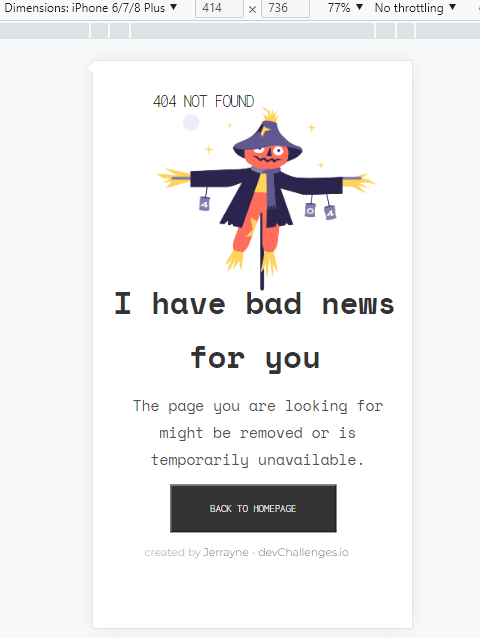 Dimensions: iPhone 6/7/8 Plus ▼ 414 × 736 77% ▼ No throttling ▼
404 NOT FOUND
4 0 4
I have bad news
for you
The page you are looking for
might be removed or is
temporarily unavailable.
BACK TO HOMEPAGE
created by Jerrayne - devChallenges.io